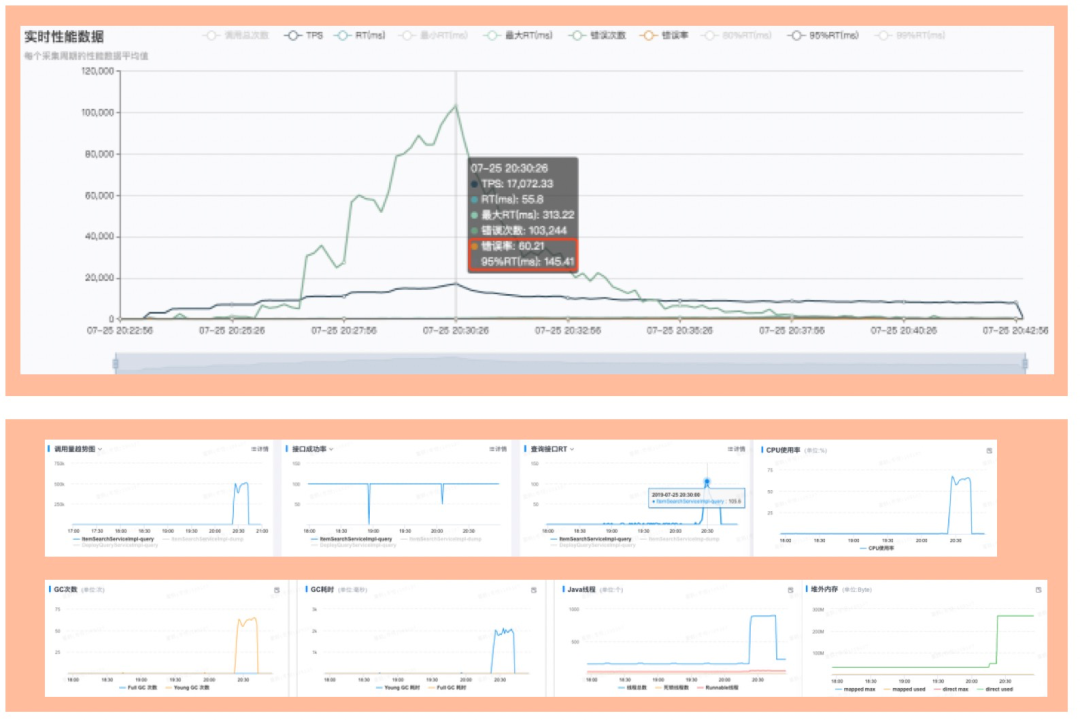 实时性能数据
调用总次数 TPS RT(ms) 最小RT(ms) 最大RT(ms) 错误次数 错误率 90%RT(ms) 95%RT(ms) 99%RT(ms)
每个采集周期的性能数据平均值
120,000
100,000
80,000
60,000
40,000
20,000
0
07-25 20:30:26
TPS: 17,072.33
RT(ms): 55.8
最大RT(ms): 313.22
错误次数: 103,244
错误率: 60.21
95%RT(ms): 145.41
07-25 20:22:56 07-25 20:25:26 07-25 20:27:56 07-25 20:30:26 07-25 20:32:56 07-25 20:35:26 07-25 20:37:56 07-25 20:40:26 07-25 20:42:56
调用量趋势图 详情
750k
500k
250k
17:00 17:30 18:00 18:30 19:00 19:30 20:00 20:30 21:00
ItemSearchServiceImpl-query
接口成功率 详情
150
100
50
18:00 18:30 19:00 19:30 20:00 20:30
ItemSearchServiceImpl-query
查询接口RT 详情
150
100
50
2019-07-25 20:30:00
ItemSearchServiceImpl-query : 105.6
18:00 18:30 19:00 19:30 20:00 20:30
ItemSearchServiceImpl-query
CPU使用率 (单位:%)
75
50
25
18:00 18:30 19:00 19:30 20:00 20:30
CPU使用率
GC次数 (单位:次)
75
50
25
18:00 18:30 19:00 19:30 20:00 20:30
Full GC 次数 Young GC 次数
GC耗时 (单位:毫秒)
3k
2k
1k
18:00 18:30 19:00 19:30 20:00 20:30
Young GC 耗时 Full GC 耗时
Java线程 (单位:个)
1000
500
18:00 18:30 19:00 19:30 20:00 20:30
线程总数 死锁线程数 Runnable线程
堆外内存 (单位:Byte)
300M
200M
100M
18:00 18:30 19:00 19:30 20:00 20:30
mapped max mapped used direct max direct used